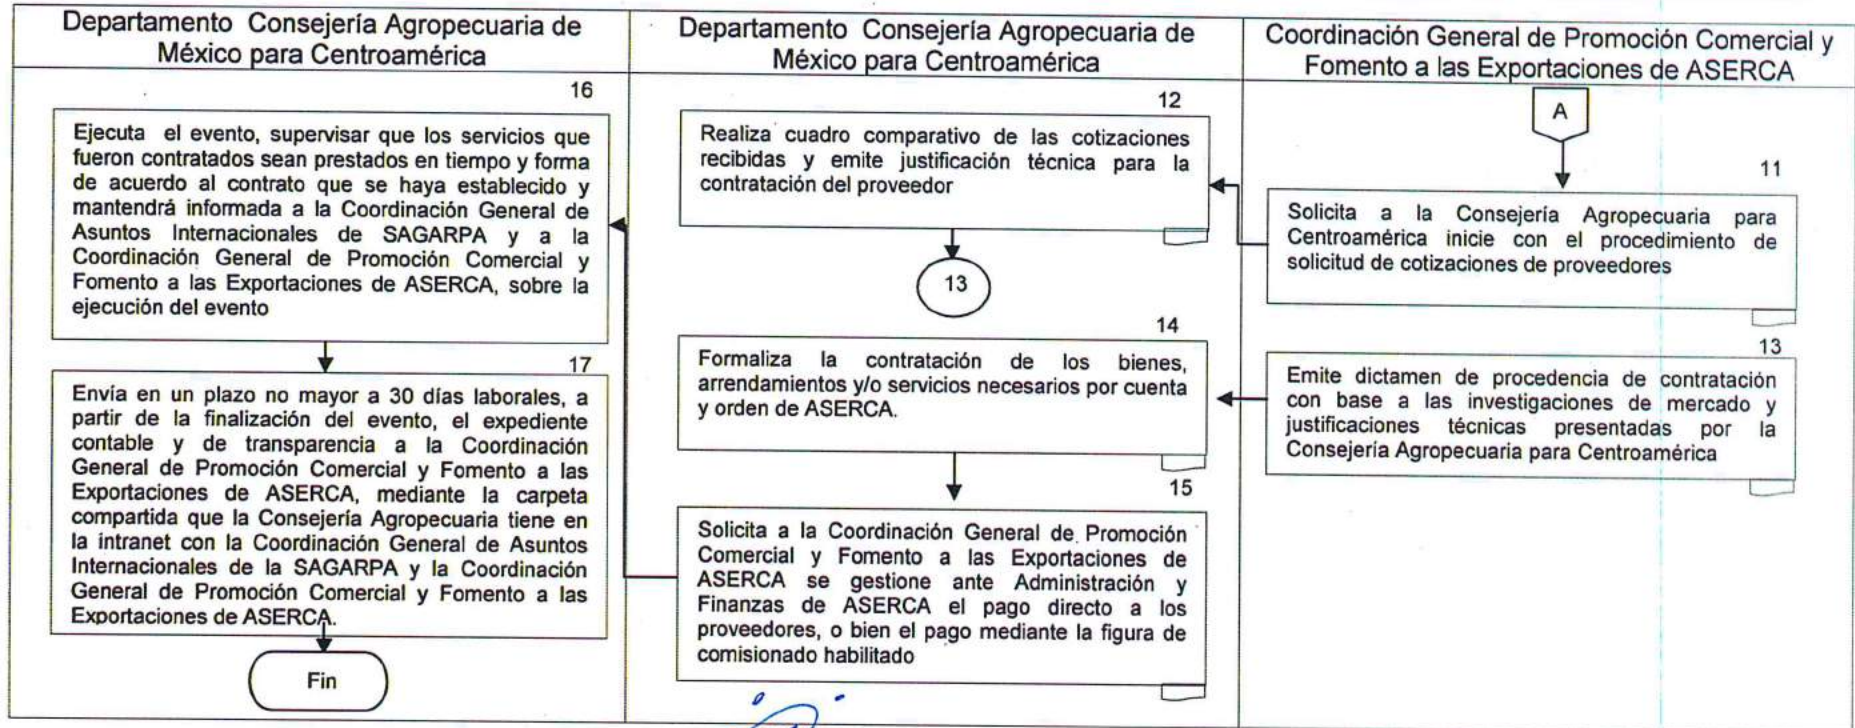 Departamento Consejería Agropecuaria de
México para Centroamérica
16
Ejecuta el evento, supervisar que los servicios que
fueron contratados sean prestados en tiempo y forma
de acuerdo al contrato que se haya establecido y
mantendrá informada a la Coordinación General de
Asuntos Internacionales de SAGARPA y a la
Coordinación General de Promoción Comercial y
Fomento a las Exportaciones de ASERCA, sobre la
ejecución del evento
17
Envía en un plazo no mayor a 30 días laborales, a
partir de la finalización del evento, el expediente
contable y de transparencia a la Coordinación
General de Promoción Comercial y Fomento a las
Exportaciones de ASERCA, mediante la carpeta
compartida que la Consejería Agropecuaria tiene en
la intranet con la Coordinación General de Asuntos
Internacionales de la SAGARPA y la Coordinación
General de Promoción Comercial y Fomento a las
Exportaciones de ASERCA.
Fin
Departamento Consejería Agropecuaria de
México para Centroamérica
12
Realiza cuadro comparativo de las cotizaciones
recibidas y emite justificación técnica para la
contratación del proveedor
13
14
Formaliza la contratación de los bienes,
arrendamientos y/o servicios necesarios por cuenta
y orden de ASERCA.
15
Solicita a la Coordinación General de Promoción
Comercial y Fomento a las Exportaciones de
ASERCA se gestione ante Administración y
Finanzas de ASERCA el pago directo a los
proveedores, o bien el pago mediante la figura de
comisionado habilitado
Coordinación General de Promoción Comercial y
Fomento a las Exportaciones de ASERCA
A
11
Solicita a la Consejería Agropecuaria para
Centroamérica inicie con el procedimiento de
solicitud de cotizaciones de proveedores
13
Emite dictamen de procedencia de contratación
con base a las investigaciones de mercado y
justificaciones técnicas presentadas por la
Consejería Agropecuaria para Centroamérica